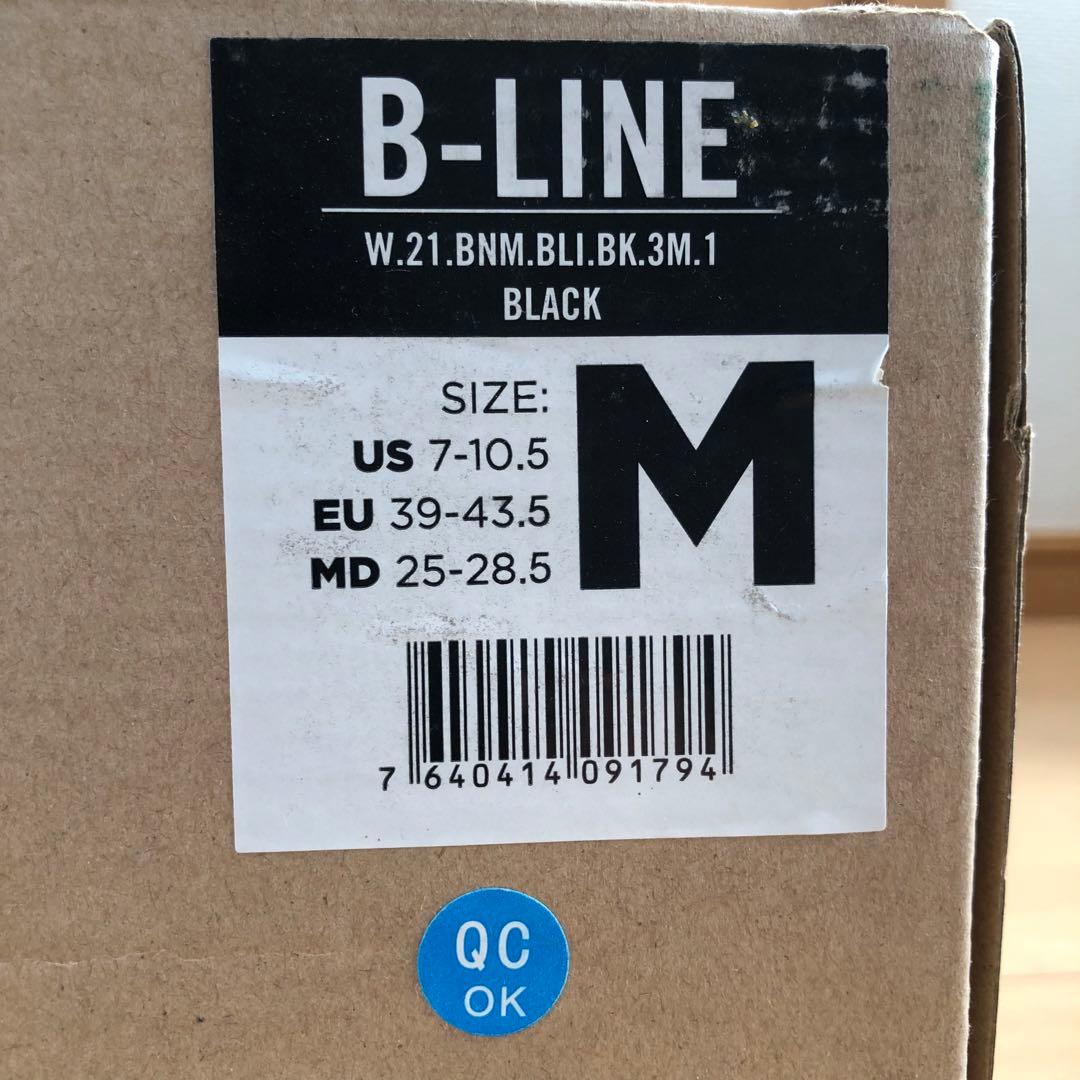 B-LINE
W.21.BNM.BLI.BK.3M.1
BLACK
SIZE:
US 7-10.5
EU 39-43.5
MD 25-28.5
M
7 640414 091794
QC
OK